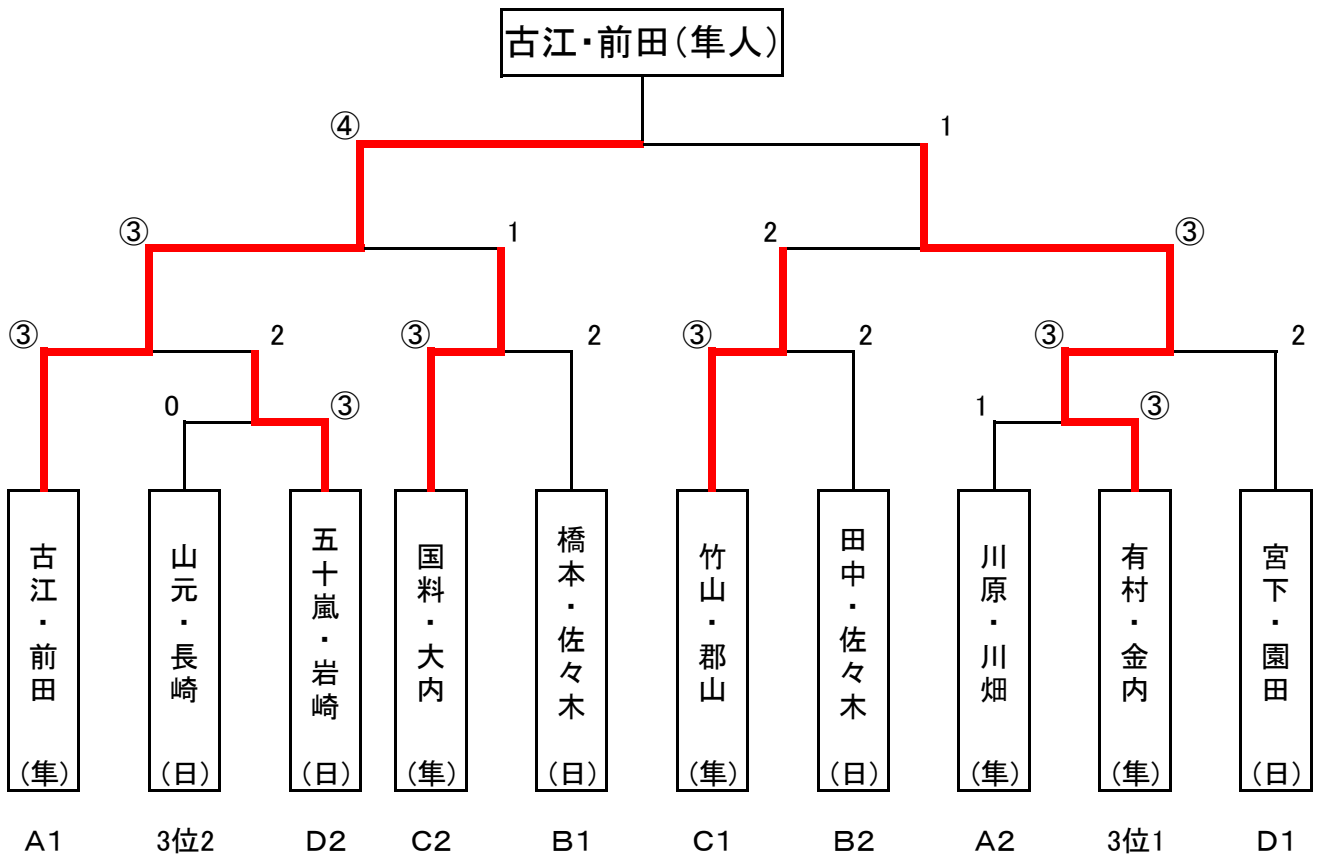 古江・前田(隼人)
④
1
③
1
2
③
③
2
③
2
③
2
③
2
0
③
1
③
古江・前田
(隼)
山元・長崎
(日)
五十嵐・岩崎
(日)
国料・大内
(隼)
橋本・佐々木
(日)
竹山・郡山
(隼)
田中・佐々木
(日)
川原・川畑
(隼)
有村・金内
(隼)
宮下・園田
(日)
A1
3位2
D2
C2
B1
C1
B2
A2
3位1
D1